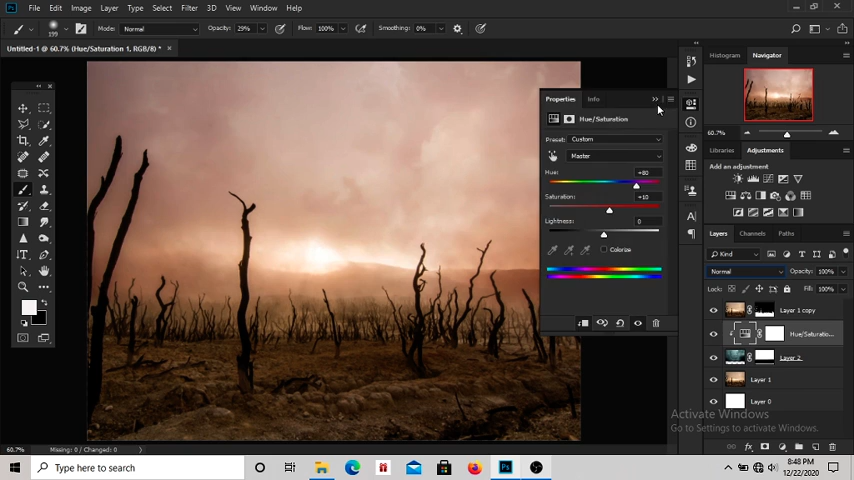 Ps File Edit Image Layer Type Select Filter 3D View Window Help
199 Mode: Normal Opacity: 29% Flow: 100% Smoothing: 0%
Untitled-1 @ 60.7% (Hue/Saturation 1, RGB/8) * ×
Histogram Navigator
60.7%
Properties Info
Hue/Saturation
Preset: Custom
Master
Hue: +80
Saturation: +10
Lightness: 0
Colorize
Libraries Adjustments
Add an adjustment
Layers Channels Paths
Kind
Normal Opacity: 100%
Lock: Fill: 100%
Layer 1 copy
Hue/Saturatio...
Layer 2
Layer 1
Layer 0
Activate Windows
Go to Settings to activate Windows.
60.7% Missing: 0 / Changed: 0
Type here to search
Ps
8:48 PM
12/22/2020